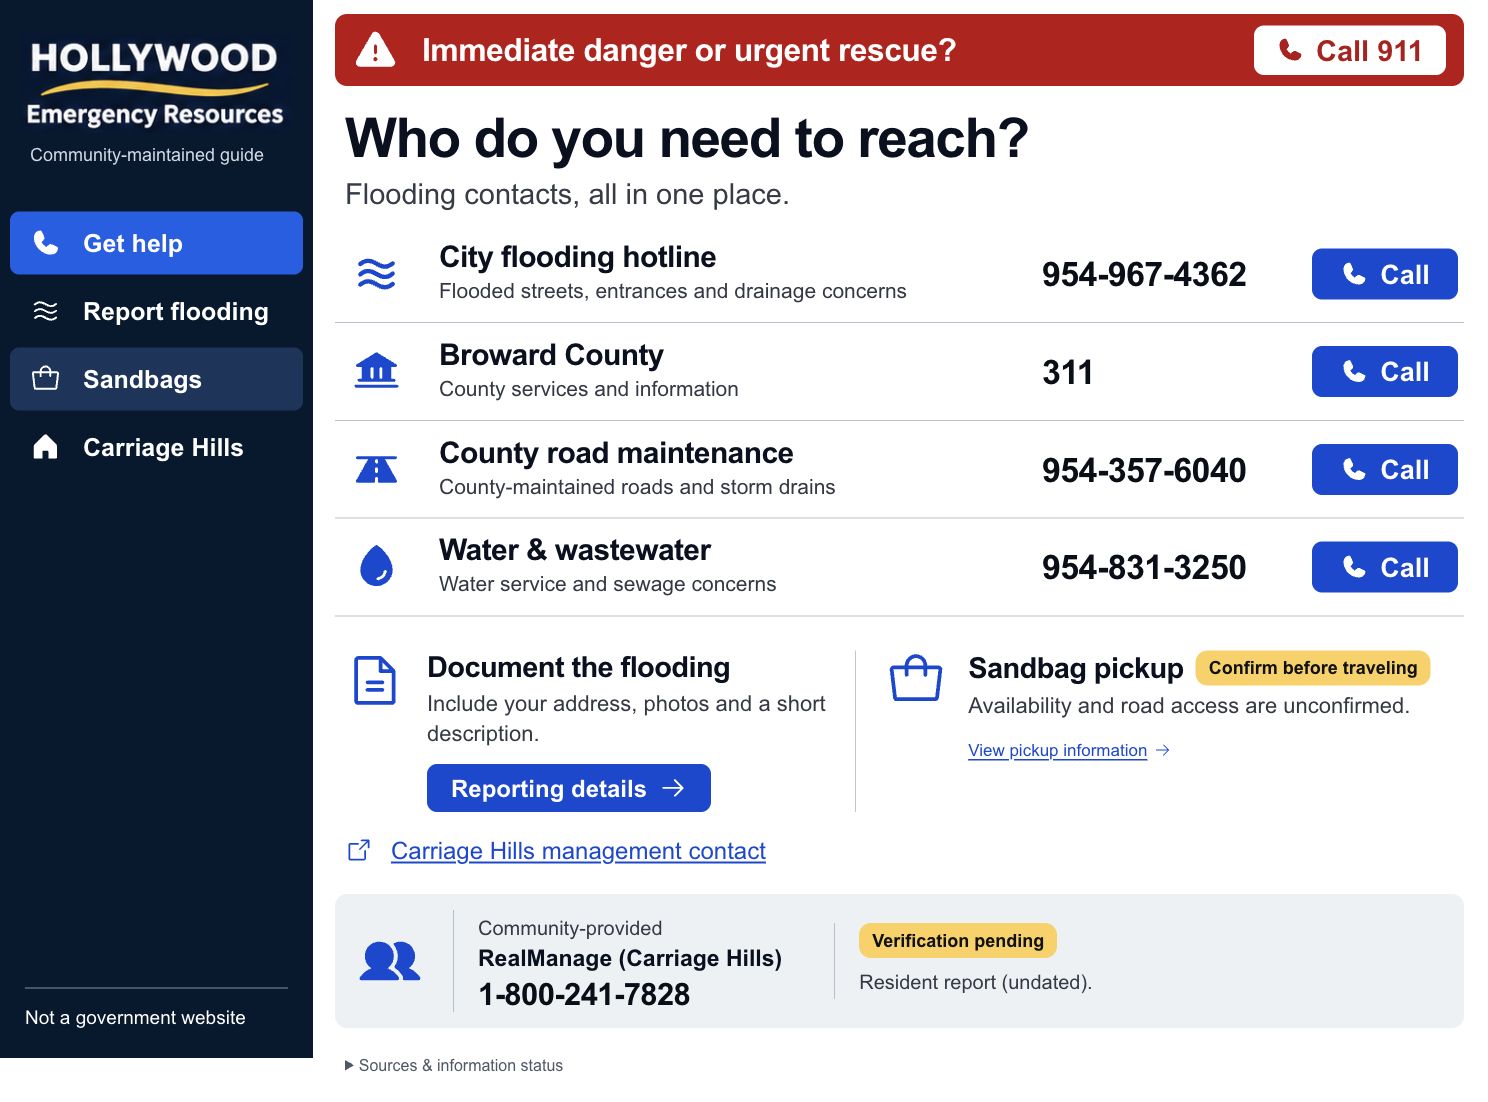 HOLLYWOOD
Emergency Resources
Community-maintained guide
Get help
Report flooding
Sandbags
Carriage Hills
Not a government website
Immediate danger or urgent rescue?
Call 911
Who do you need to reach?
Flooding contacts, all in one place.
City flooding hotline
Flooded streets, entrances and drainage concerns
954-967-4362
Call
Broward County
County services and information
311
Call
County road maintenance
County-maintained roads and storm drains
954-357-6040
Call
Water & wastewater
Water service and sewage concerns
954-831-3250
Call
Document the flooding
Include your address, photos and a short
description.
Reporting details →
Sandbag pickup
Confirm before traveling
Availability and road access are unconfirmed.
View pickup information →
Carriage Hills management contact
Community-provided
RealManage (Carriage Hills)
1-800-241-7828
Verification pending
Resident report (undated).
Sources & information status